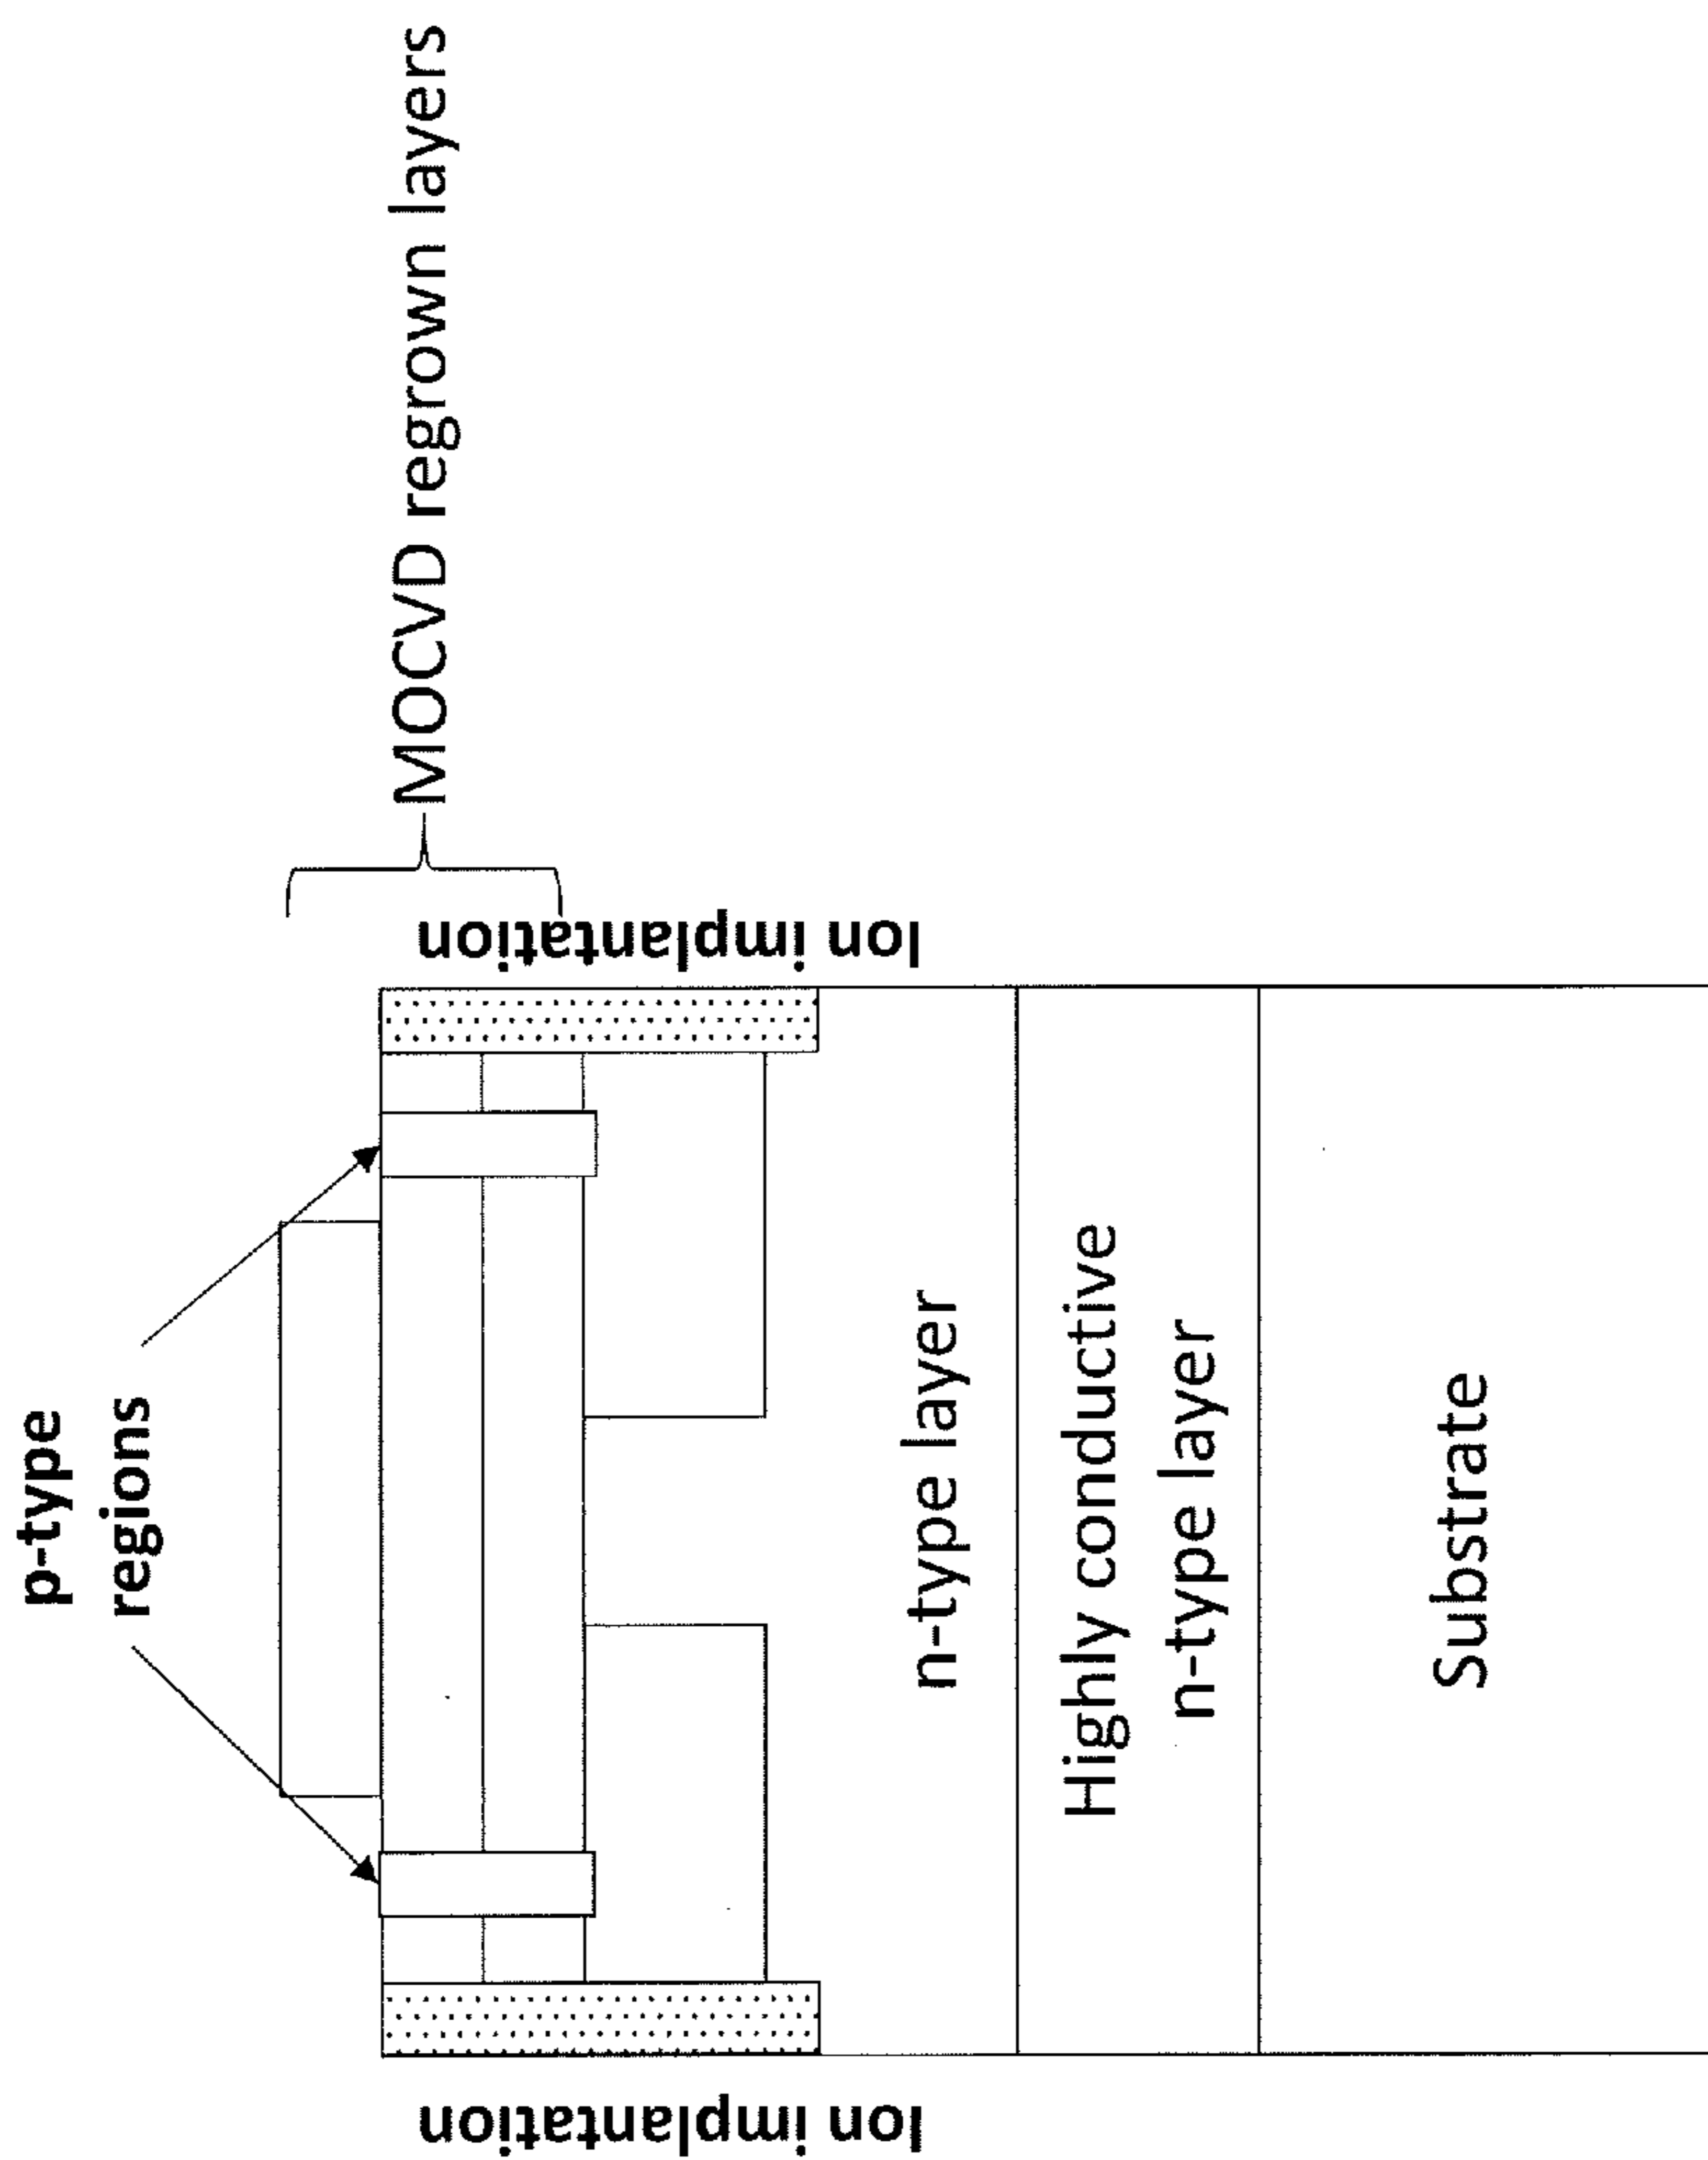 p-type
regions
MOCVD regrown layers
Ion implantation
Ion implantation
n-type layer
Highly conductive
n-type layer
Substrate